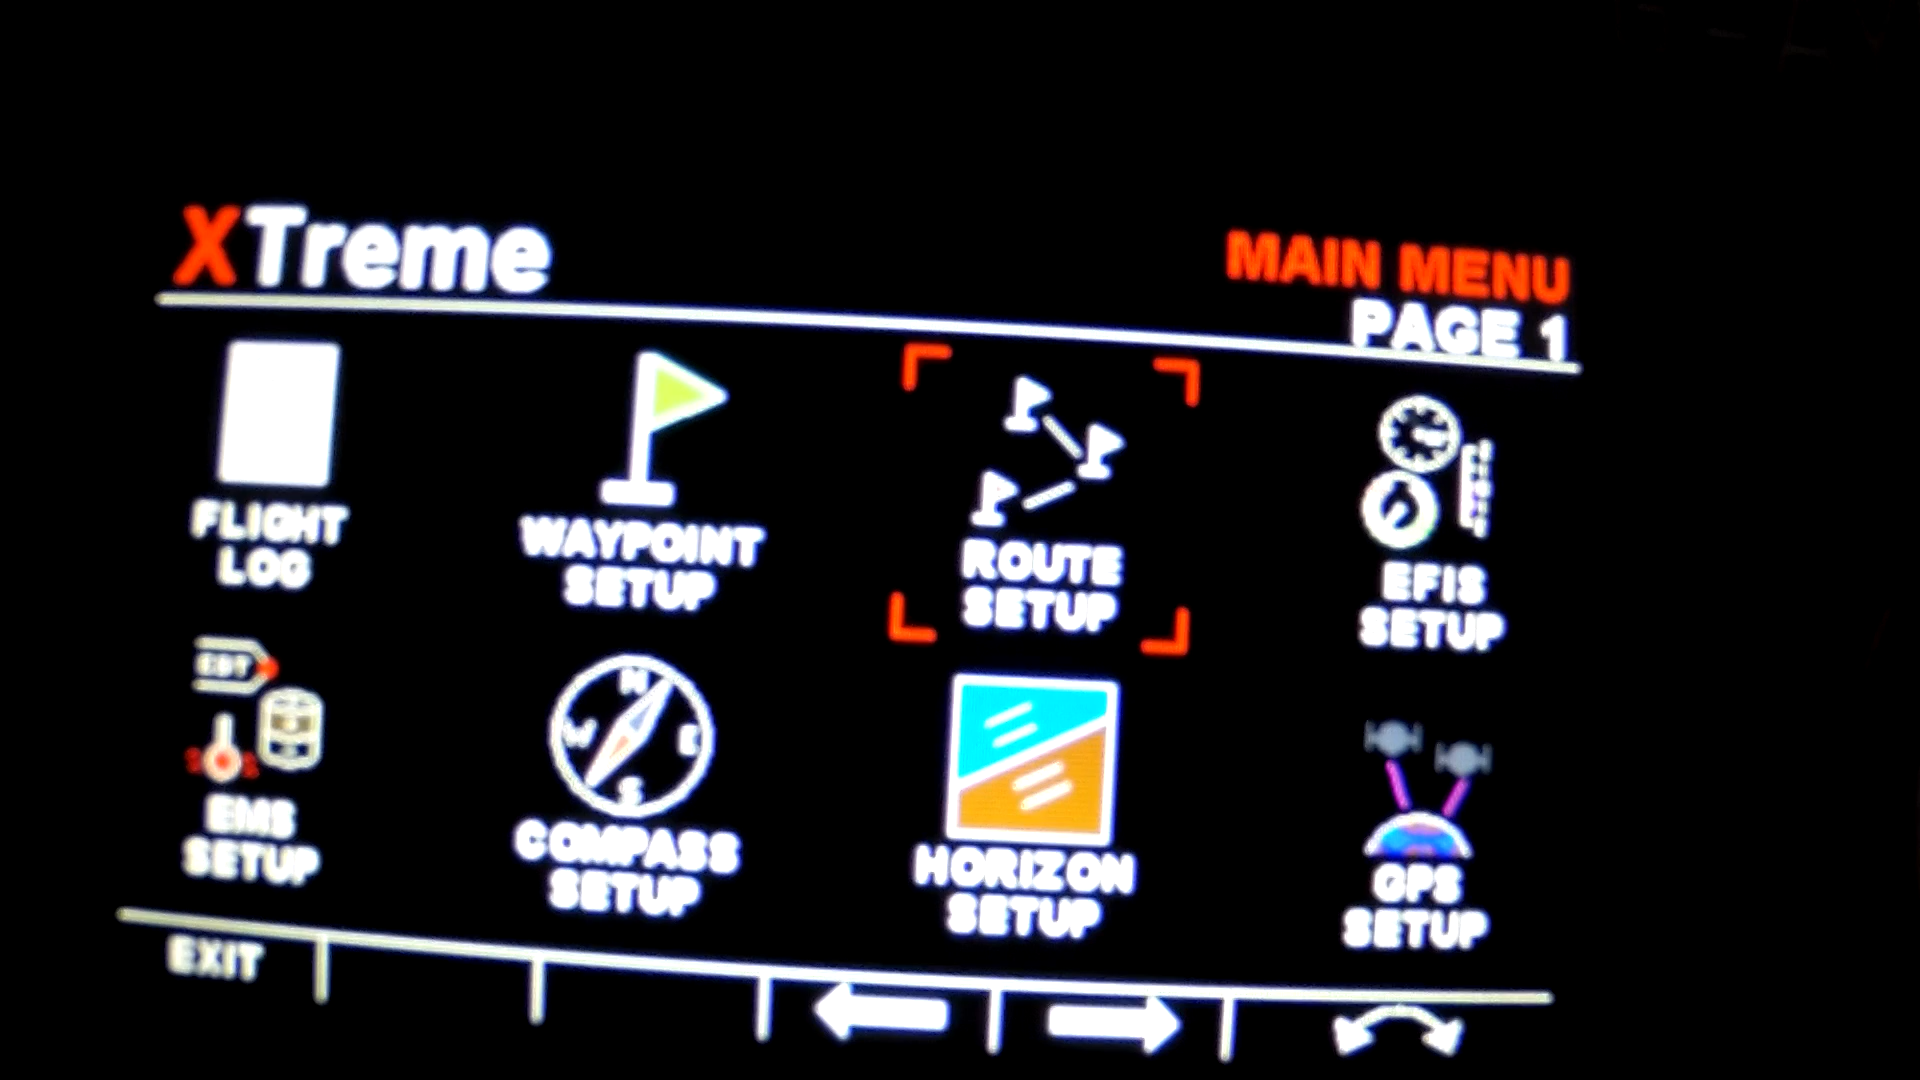 XTreme
MAIN MENU
PAGE 1
FLIGHT
LOG
WAYPOINT
SETUP
ROUTE
SETUP
EFIS
SETUP
N
W
E
S
EMS
SETUP
COMPASS
SETUP
HORIZON
SETUP
GPS
SETUP
EXIT